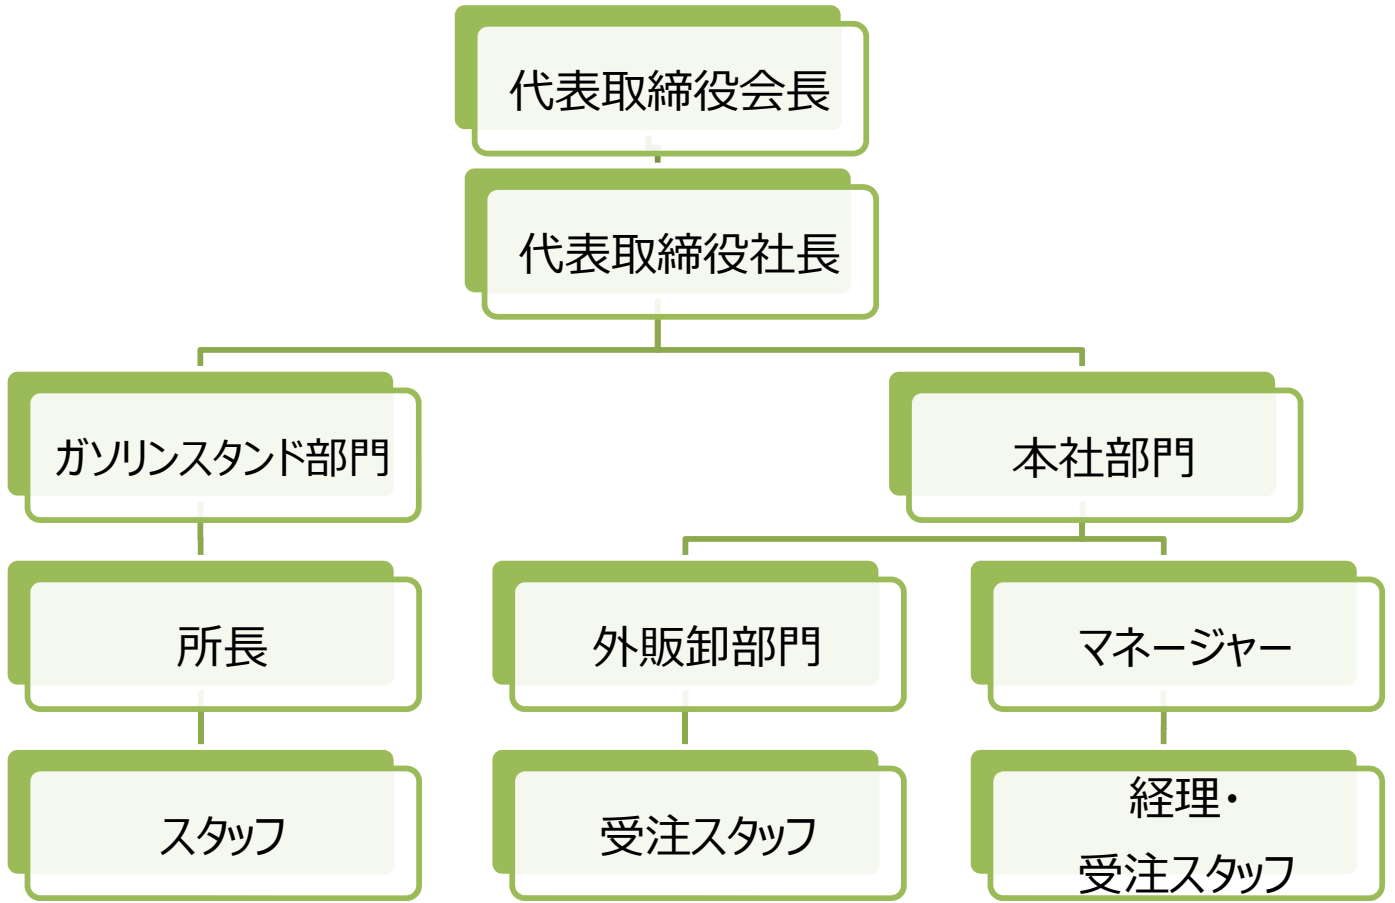 代表取締役会長
代表取締役社長
ガソリンスタンド部門
本社部門
所長
外販卸部門
マネージャー
スタッフ
受注スタッフ
経理・
受注スタッフ